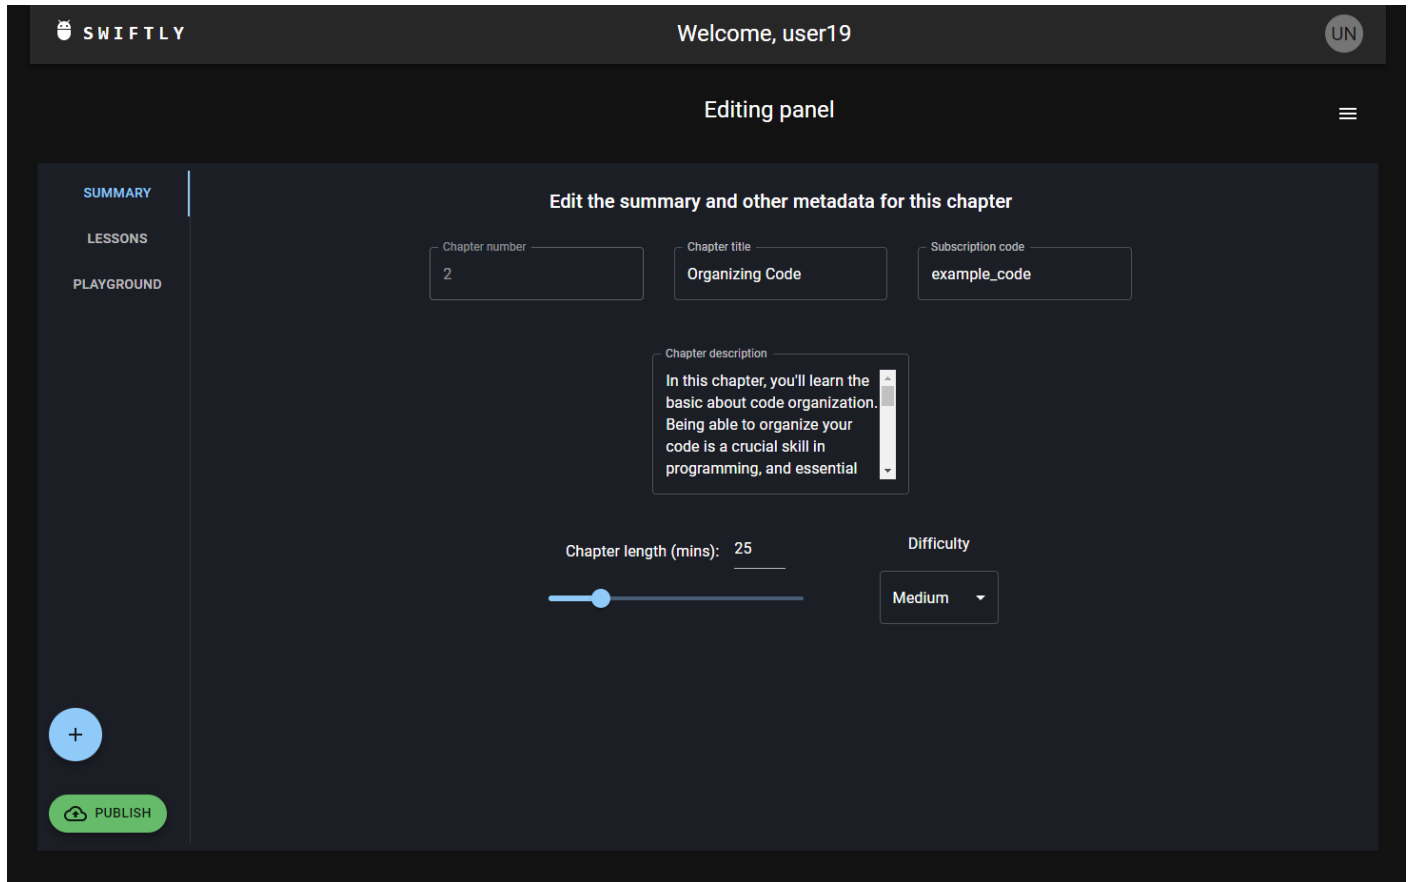 SWIFTLY
Welcome, user19
UN
Editing panel
SUMMARY
LESSONS
PLAYGROUND
Edit the summary and other metadata for this chapter
Chapter number
2
Chapter title
Organizing Code
Subscription code
example_code
Chapter description
In this chapter, you'll learn the
basic about code organization.
Being able to organize your
code is a crucial skill in
programming, and essential
Chapter length (mins): 25
Difficulty
Medium
+
PUBLISH